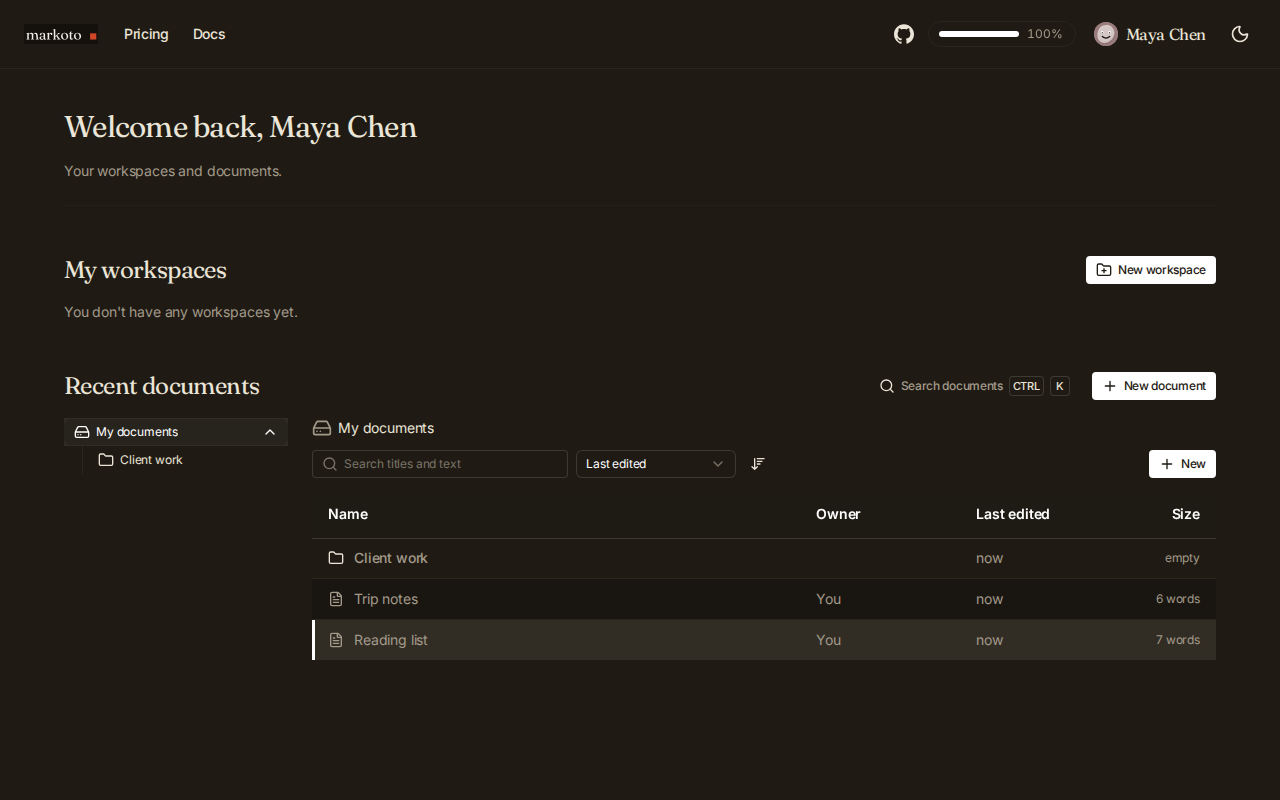 markoto
Pricing
Docs
100%
Maya Chen
Welcome back, Maya Chen
Your workspaces and documents.
My workspaces
New workspace
You don't have any workspaces yet.
Recent documents
Search documents CTRL K
New document
My documents
Client work
My documents
Search titles and text
Last edited
New
Name Owner Last edited Size
Client work now empty
Trip notes You now 6 words
Reading list You now 7 words